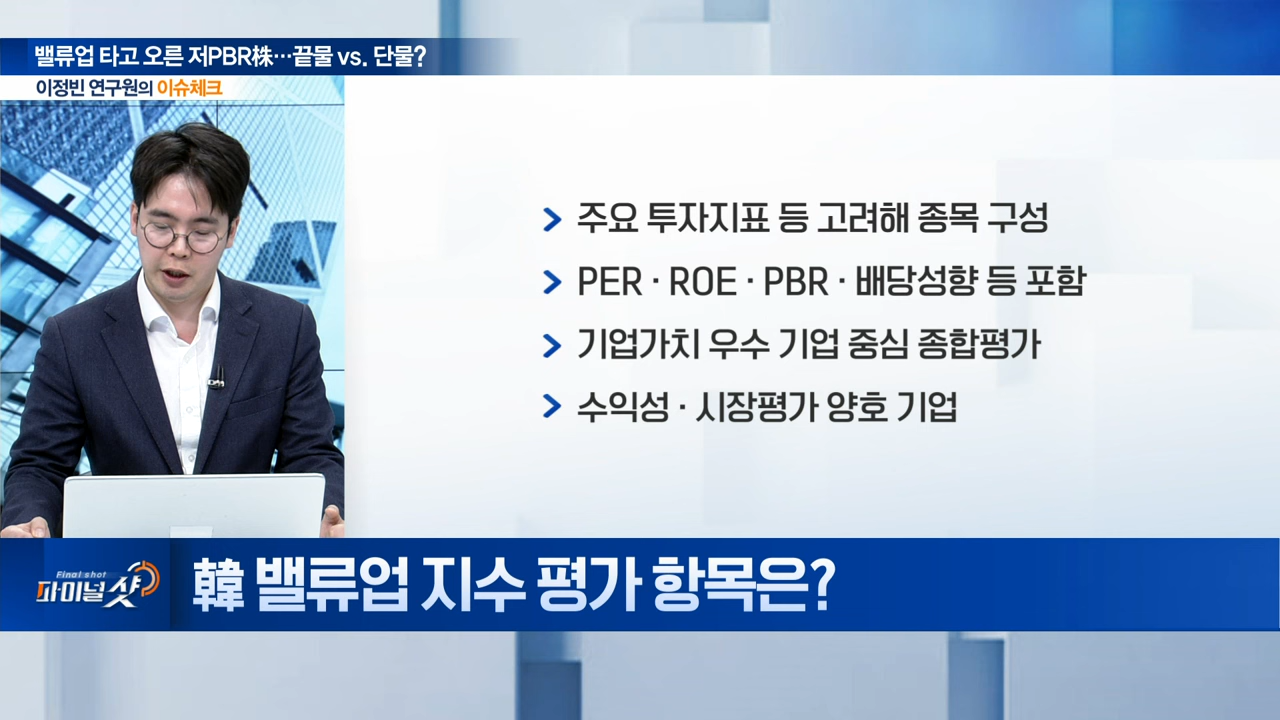 밸류업 타고 오른 저PBR株…끝물 vs. 단물?
이정빈 연구원의 이슈체크
주요 투자지표 등 고려해 종목 구성
PER · ROE · PBR · 배당성향 등 포함
기업가치 우수 기업 중심 종합평가
수익성 · 시장평가 양호 기업
Final shot
파이널샷
韓 밸류업 지수 평가 항목은?